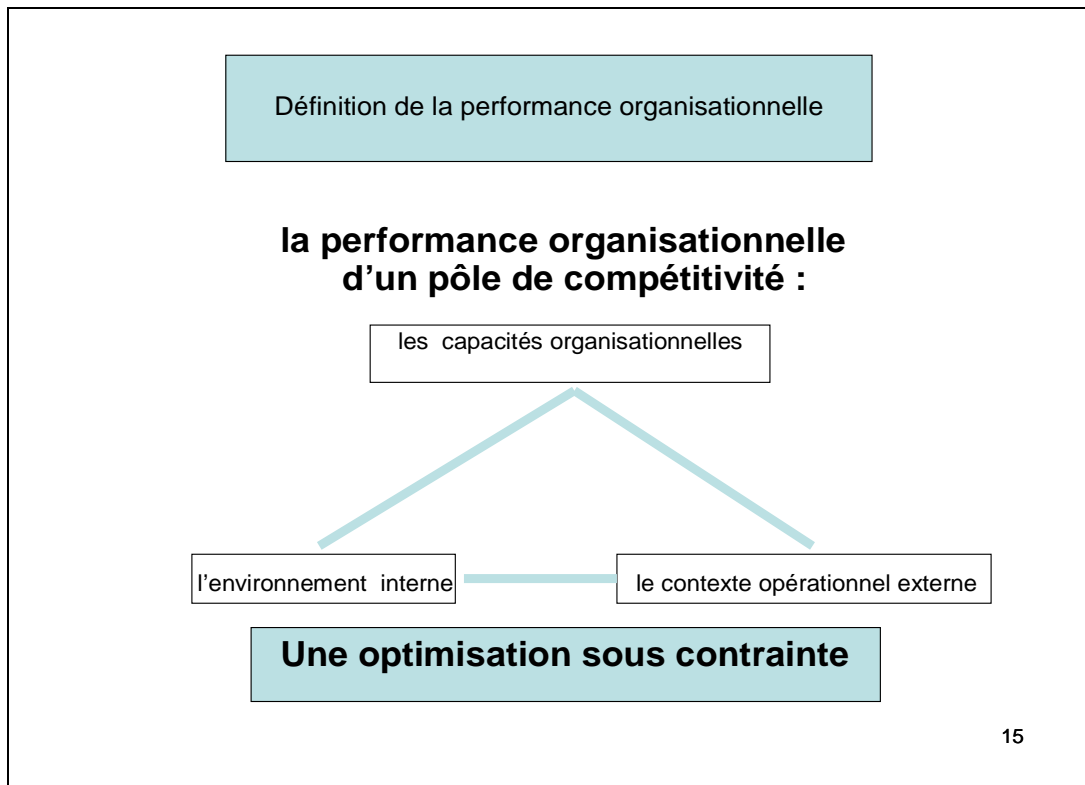 Définition de la performance organisationnelle
la performance organisationnelle
d'un pôle de compétitivité :
les capacités organisationnelles
l'environnement interne
le contexte opérationnel externe
Une optimisation sous contrainte
15